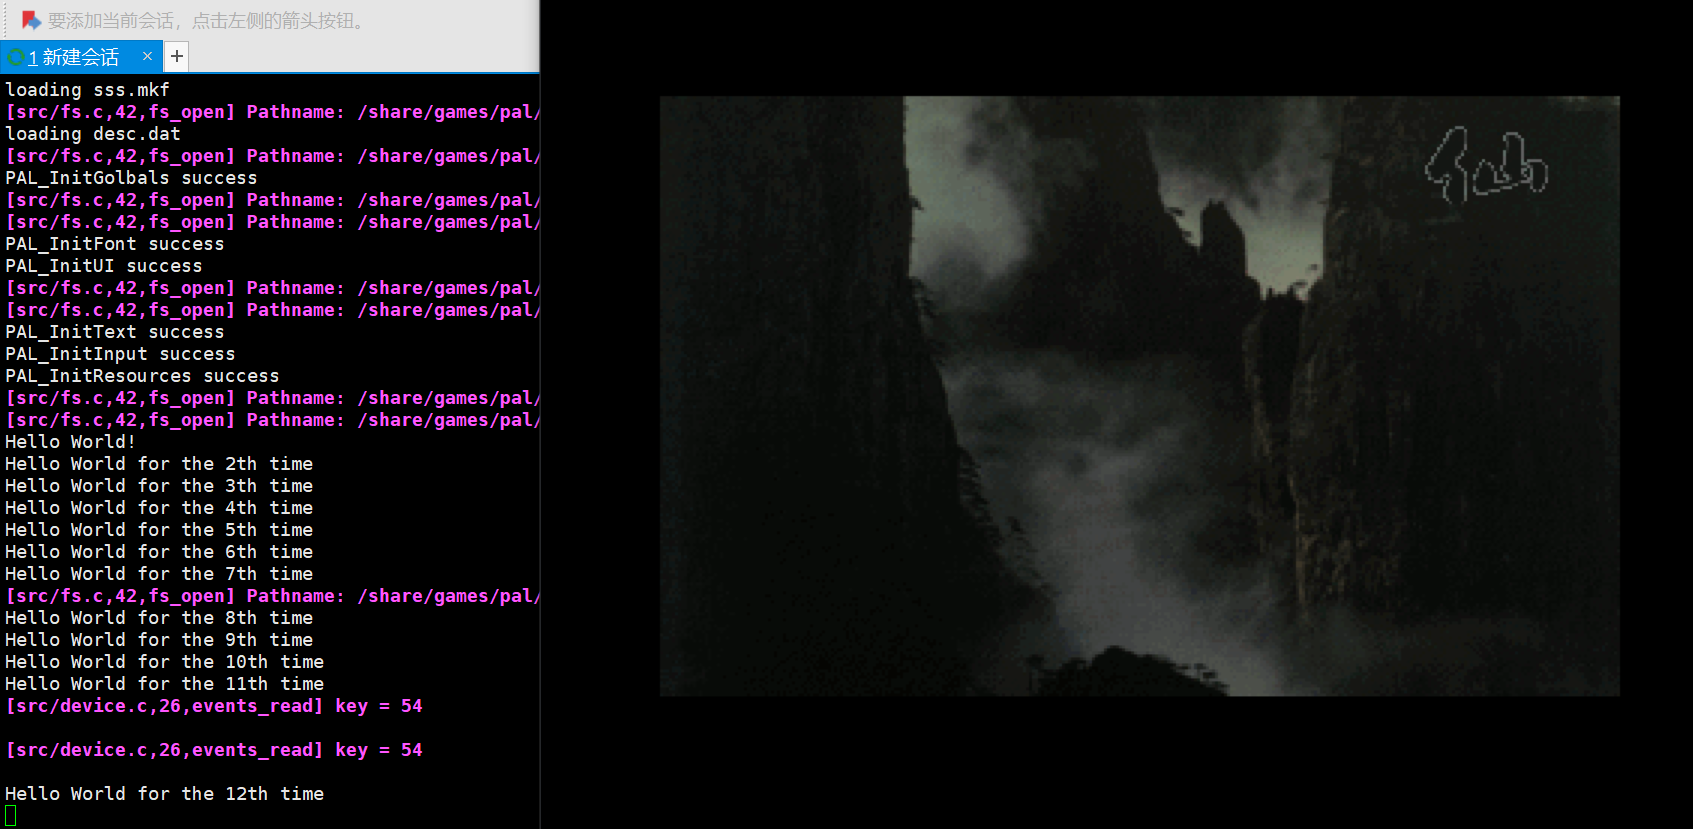 要添加当前会话，点击左侧的箭头按钮。
1 新建会话 × +
loading sss.mkf
[src/fs.c,42,fs_open] Pathname: /share/games/pal/
loading desc.dat
[src/fs.c,42,fs_open] Pathname: /share/games/pal/
PAL_InitGolbals success
[src/fs.c,42,fs_open] Pathname: /share/games/pal/
[src/fs.c,42,fs_open] Pathname: /share/games/pal/
PAL_InitFont success
PAL_InitUI success
[src/fs.c,42,fs_open] Pathname: /share/games/pal/
[src/fs.c,42,fs_open] Pathname: /share/games/pal/
PAL_InitText success
PAL_InitInput success
PAL_InitResources success
[src/fs.c,42,fs_open] Pathname: /share/games/pal/
[src/fs.c,42,fs_open] Pathname: /share/games/pal/
Hello World!
Hello World for the 2th time
Hello World for the 3th time
Hello World for the 4th time
Hello World for the 5th time
Hello World for the 6th time
Hello World for the 7th time
[src/fs.c,42,fs_open] Pathname: /share/games/pal/
Hello World for the 8th time
Hello World for the 9th time
Hello World for the 10th time
Hello World for the 11th time
[src/device.c,26,events_read] key = 54
[src/device.c,26,events_read] key = 54
Hello World for the 12th time